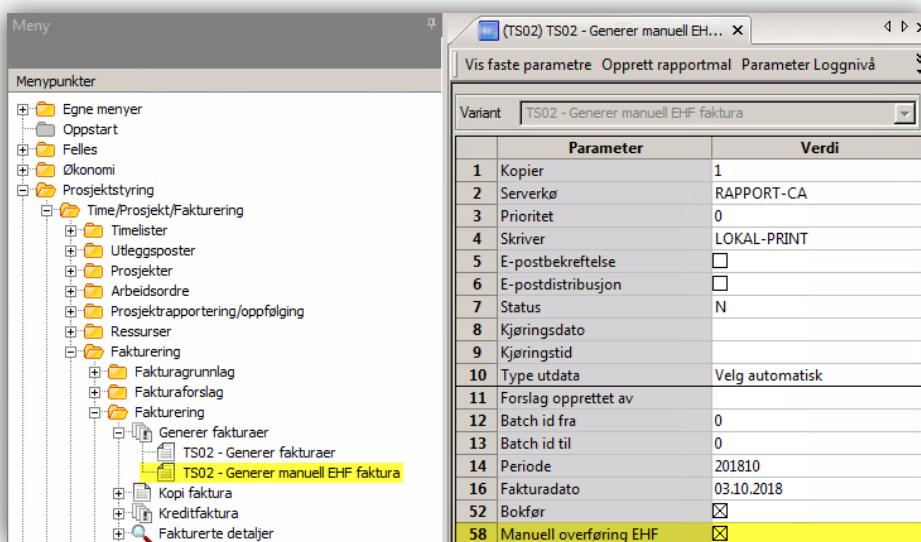 Meny
Menypunkter
Egne menyer
Oppstart
Felles
Økonomi
Prosjektstyring
Time/Prosjekt/Fakturering
Timelister
Utleggsposter
Prosjekter
Arbeidsordre
Prosjektrapportering/oppfølging
Ressurser
Fakturering
Fakturagrunnlag
Fakturaforslag
Fakturering
Generer fakturaer
TS02 - Generer fakturaer
TS02 - Generer manuell EHF faktura
Kopi faktura
Kreditfaktura
Fakturerte detaljer
(TS02) TS02 - Generer manuell EH...
Vis faste parametre Opprett rapportmal Parameter Loggnivå
Variant TS02 - Generer manuell EHF faktura
Parameter Verdi
1 Kopier 1
2 Serverkø RAPPORT-CA
3 Prioritet 0
4 Skriver LOKAL-PRINT
5 E-postbekreftelse
6 E-postdistribusjon
7 Status N
8 Kjøringsdato
9 Kjøringstid
10 Type utdata Velg automatisk
11 Forslag opprettet av
12 Batch id fra 0
13 Batch id til 0
14 Periode 201810
16 Fakturadato 03.10.2018
52 Bokfør
58 Manuell overføring EHF